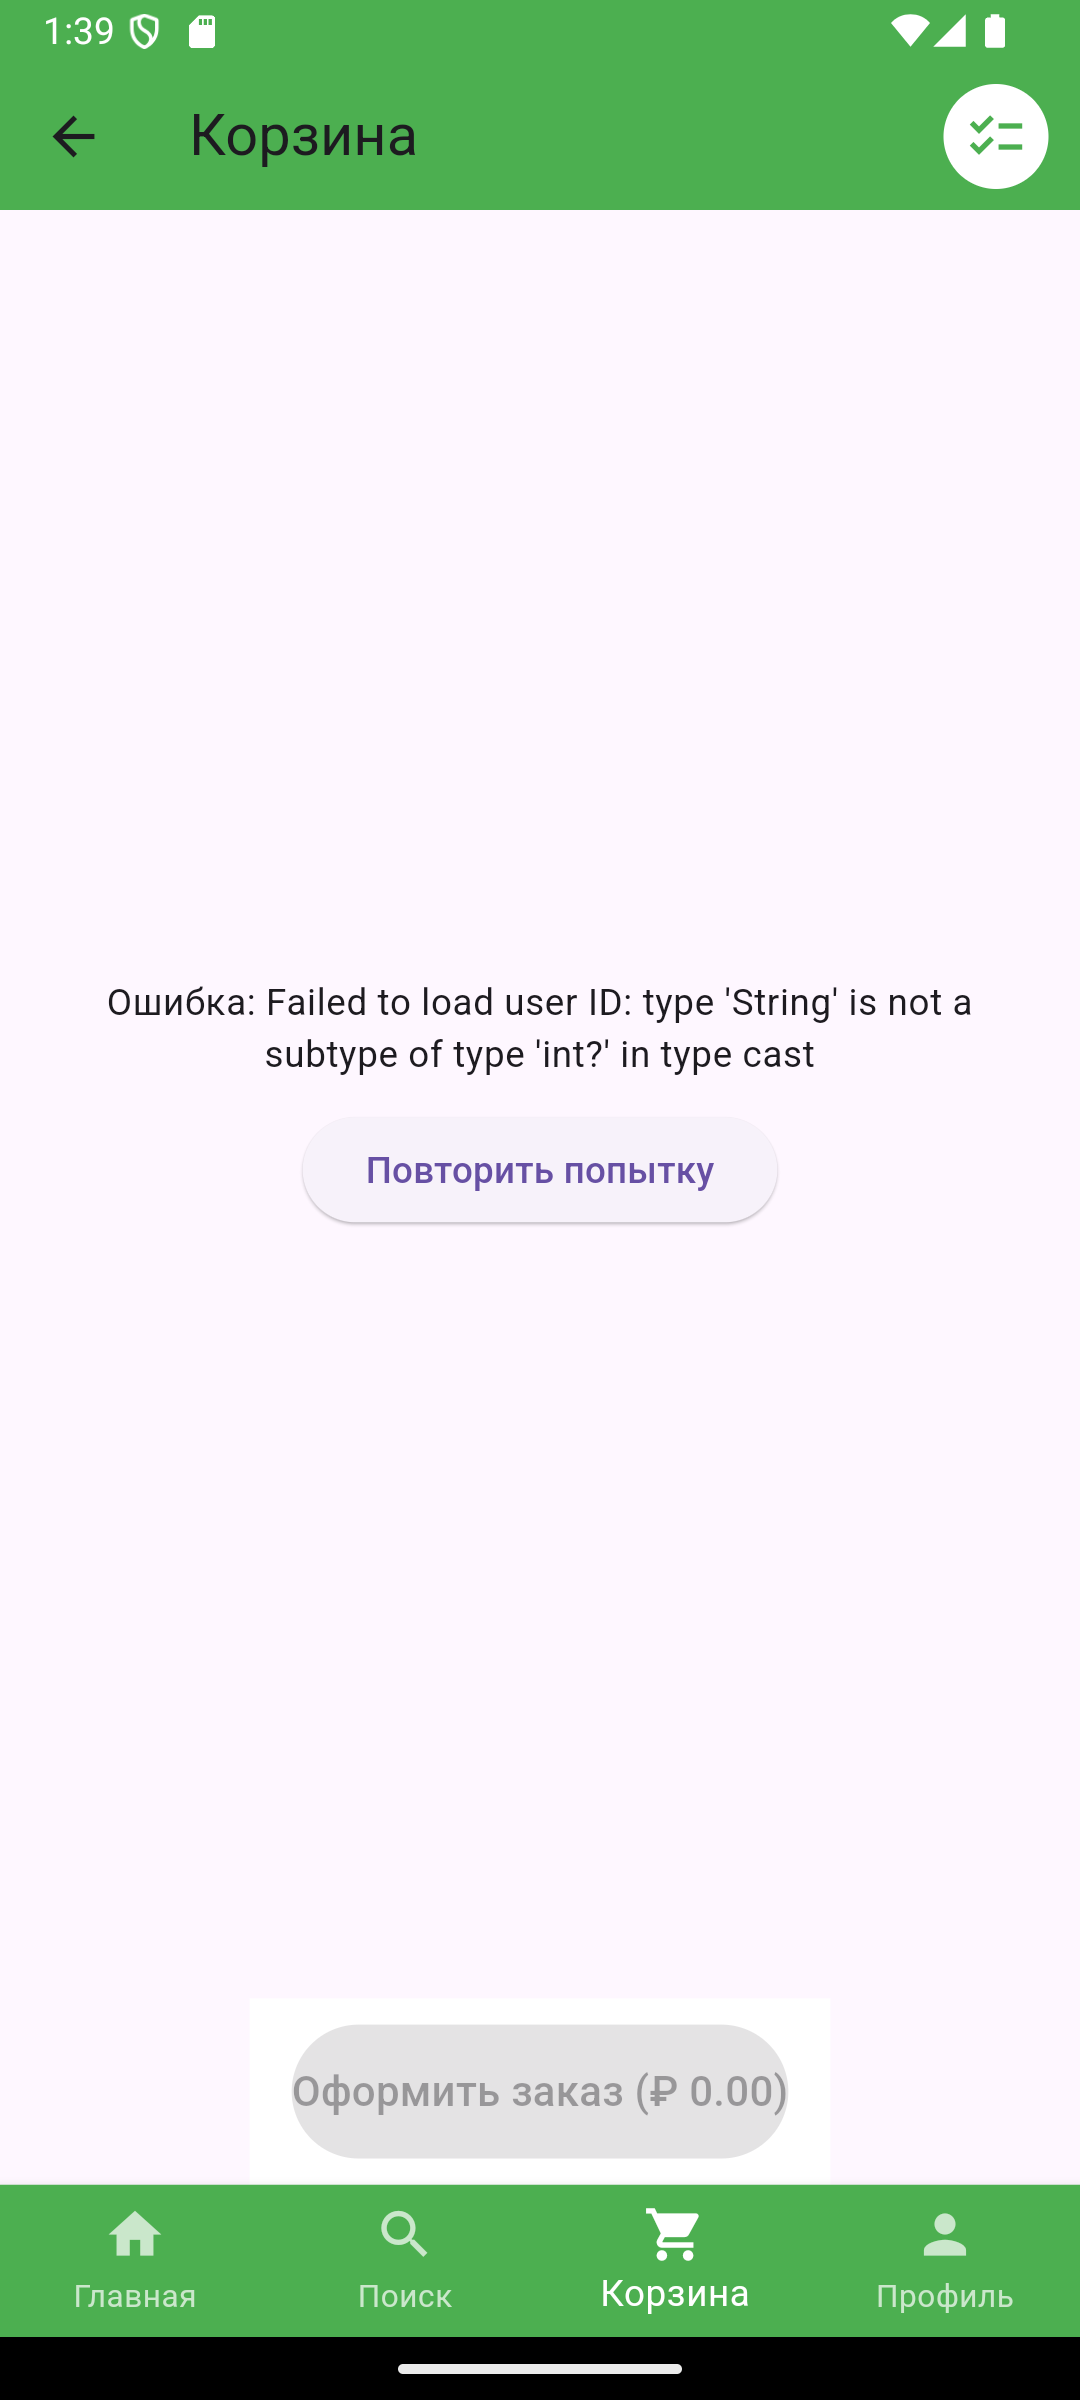 1:39
Корзина
Ошибка: Failed to load user ID: type 'String' is not a
subtype of type 'int?' in type cast
Повторить попытку
Оформить заказ (₽ 0.00)
Главная
Поиск
Корзина
Профиль